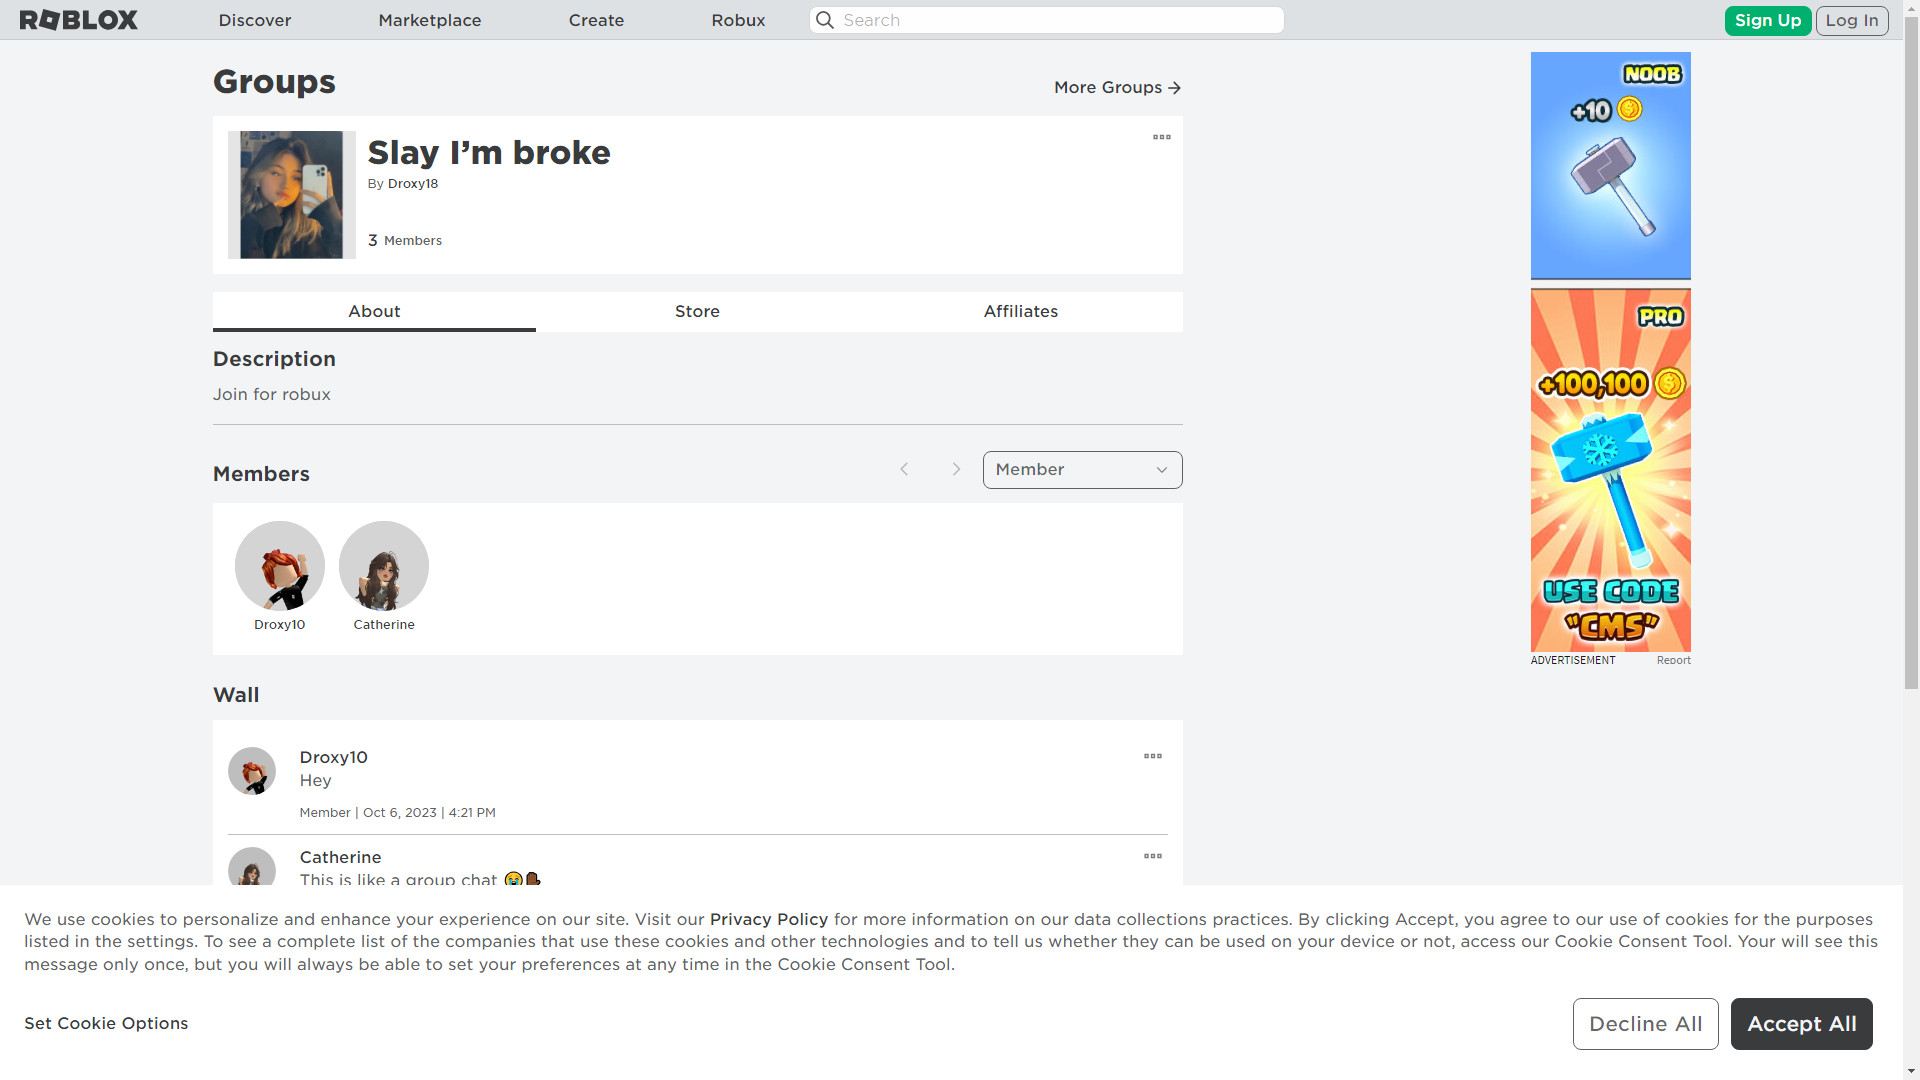 ROBLOX
Discover
Marketplace
Create
Robux
Search
Sign Up
Log In
Groups
More Groups
Slay I’m broke
By Droxy18
3 Members
About
Store
Affiliates
Description
Join for robux
Members
Member
Droxy10
Catherine
Wall
Droxy10
Hey
Member | Oct 6, 2023 | 4:21 PM
Catherine
This is like a group chat 😭✋🏾
NOOB
+10
PRO
+100,100
USE CODE
"CMS"
ADVERTISEMENT
Report
We use cookies to personalize and enhance your experience on our site. Visit our Privacy Policy for more information on our data collections practices. By clicking Accept, you agree to our use of cookies for the purposes
listed in the settings. To see a complete list of the companies that use these cookies and other technologies and to tell us whether they can be used on your device or not, access our Cookie Consent Tool. Your will see this
message only once, but you will always be able to set your preferences at any time in the Cookie Consent Tool.
Set Cookie Options
Decline All
Accept All